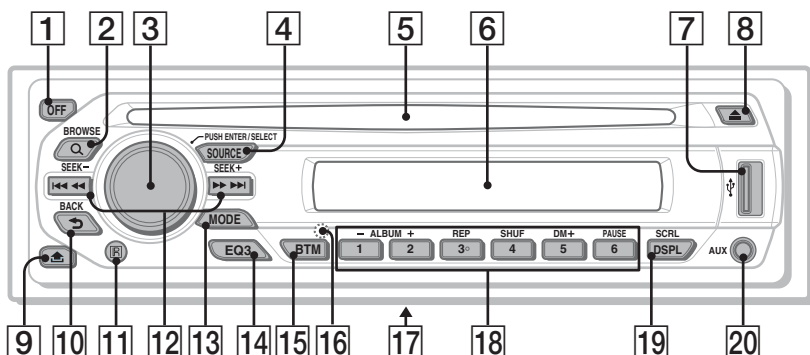 1 2 3 4 5 6 7 8
OFF
BROWSE
PUSH ENTER/SELECT
SOURCE
SEEK− SEEK+
BACK
MODE
R
EQ3
BTM
− ALBUM + REP SHUF DM+ PAUSE SCRL
1 2 3 4 5 6 DSPL
AUX
9 10 11 12 13 14 15 16 17 18 19 20